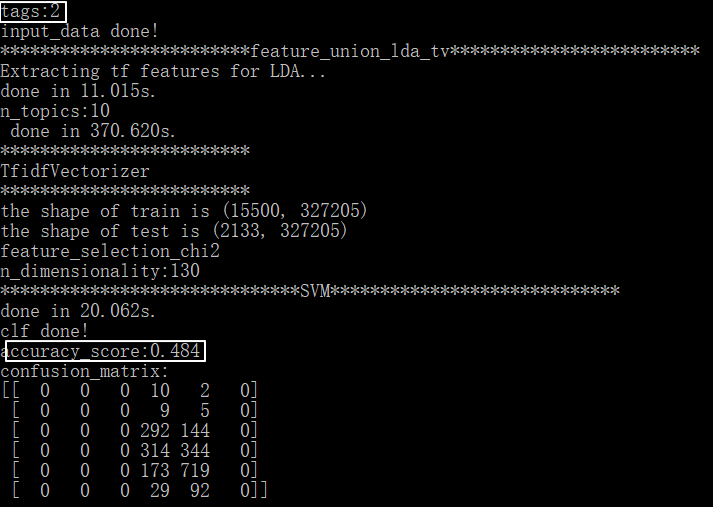 tags:2
input_data done!
*************************feature_union_lda_tv*************************
Extracting tf features for LDA...
done in 11.015s.
n_topics:10
 done in 370.620s.
*************************
TfidfVectorizer
*************************
the shape of train is (15500, 327205)
the shape of test is (2133, 327205)
feature_selection_chi2
n_dimensionality:130
******************************SVM*****************************
done in 20.062s.
clf done!
accuracy_score:0.484
confusion_matrix:
[[  0   0   0  10   2   0]
 [  0   0   0   9   5   0]
 [  0   0   0 292 144   0]
 [  0   0   0 314 344   0]
 [  0   0   0 173 719   0]
 [  0   0   0  29  92   0]]